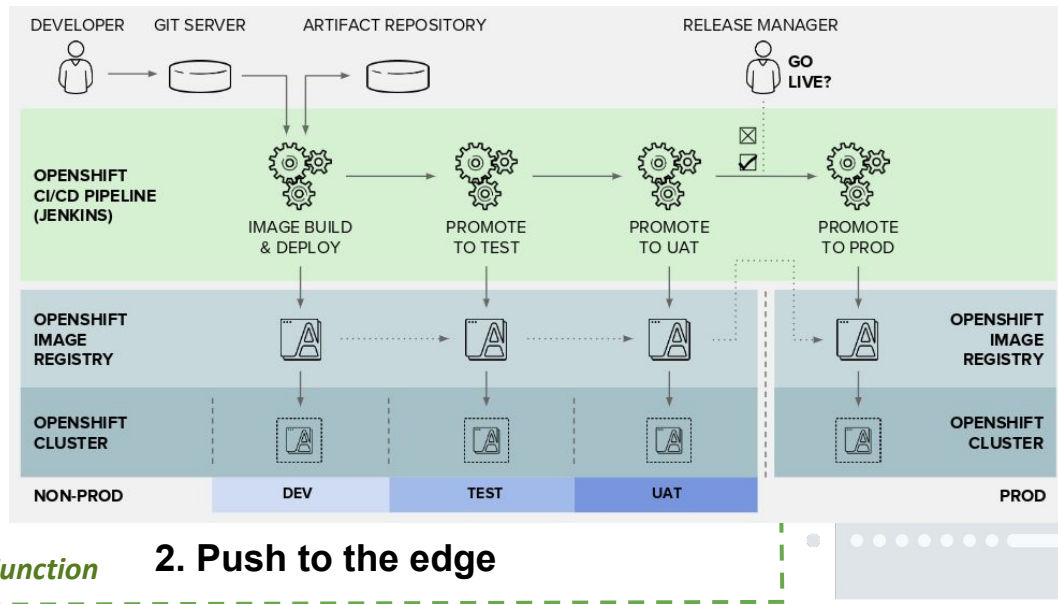 DEVELOPER GIT SERVER ARTIFACT REPOSITORY RELEASE MANAGER
GO
LIVE?
OPENSHIFT
CI/CD PIPELINE
(JENKINS)
IMAGE BUILD
& DEPLOY
PROMOTE
TO TEST
PROMOTE
TO UAT
PROMOTE
TO PROD
OPENSHIFT
IMAGE
REGISTRY
OPENSHIFT
IMAGE
REGISTRY
OPENSHIFT
CLUSTER
OPENSHIFT
CLUSTER
NON-PROD DEV TEST UAT PROD
2. Push to the edge